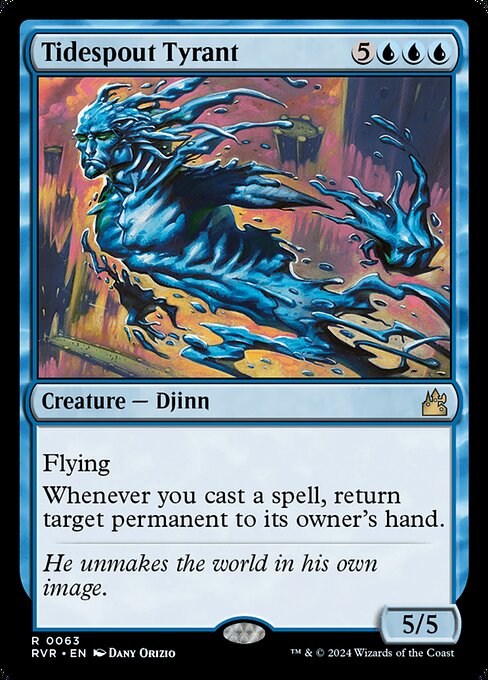 Tidespout Tyrant 5
Creature — Djinn
Flying
Whenever you cast a spell, return
target permanent to its owner's hand.
He unmakes the world in his own
image.
5/5
R 0063
RVR • EN Dany Orizio
™ & © 2024 Wizards of the Coast